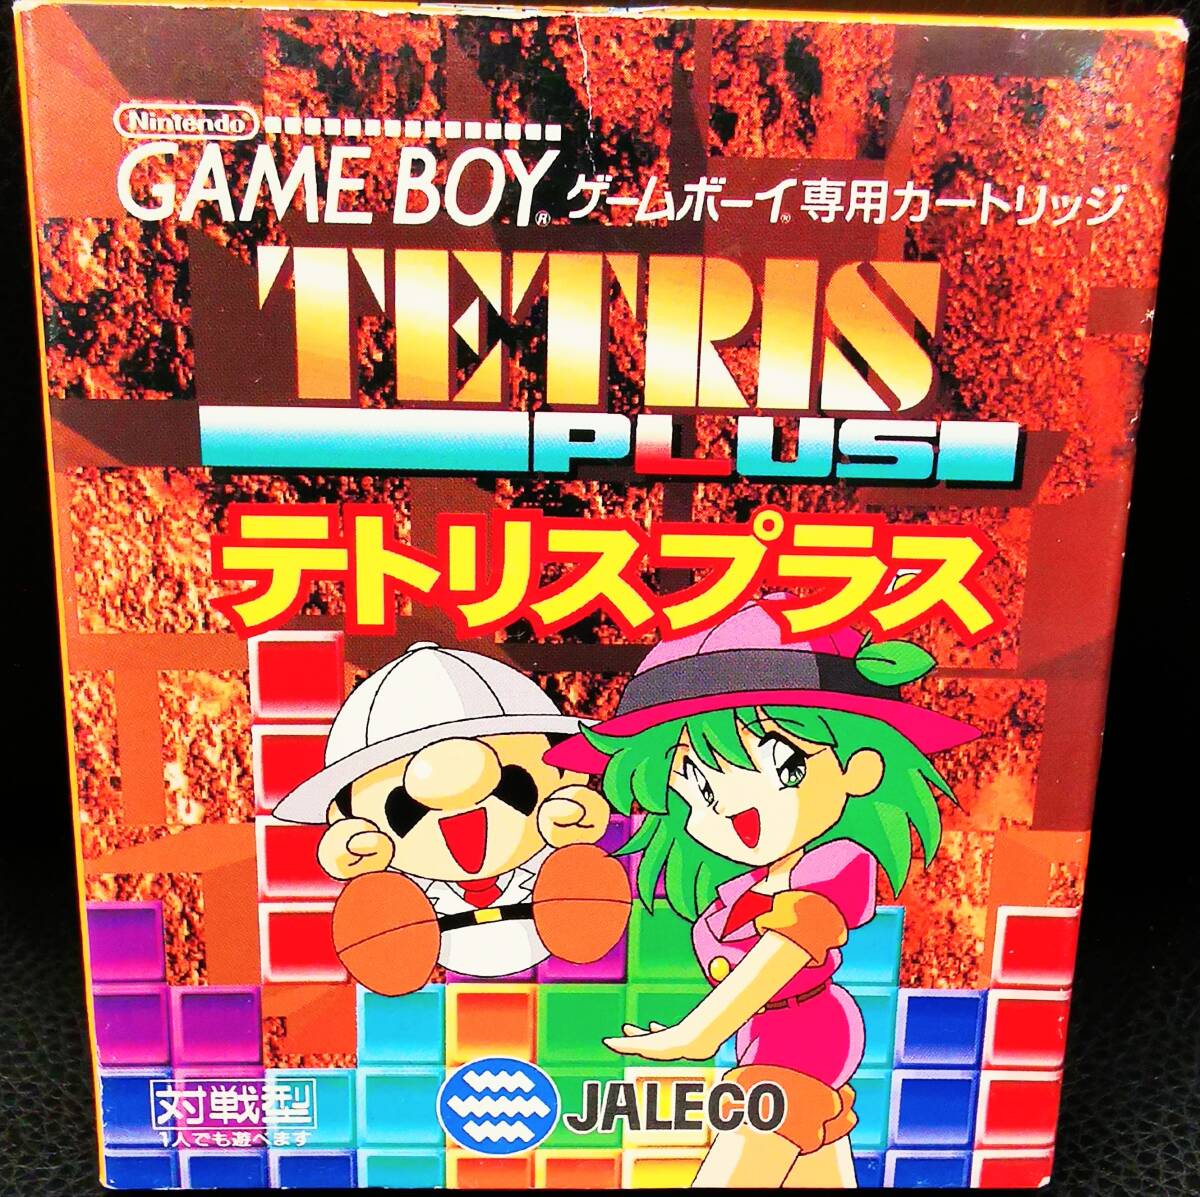 Nintendo
GAME BOY® ゲームボーイ®専用カートリッジ
TETRIS
PLUS
テトリスプラス
対戦型
1人でも遊べます
JALECO